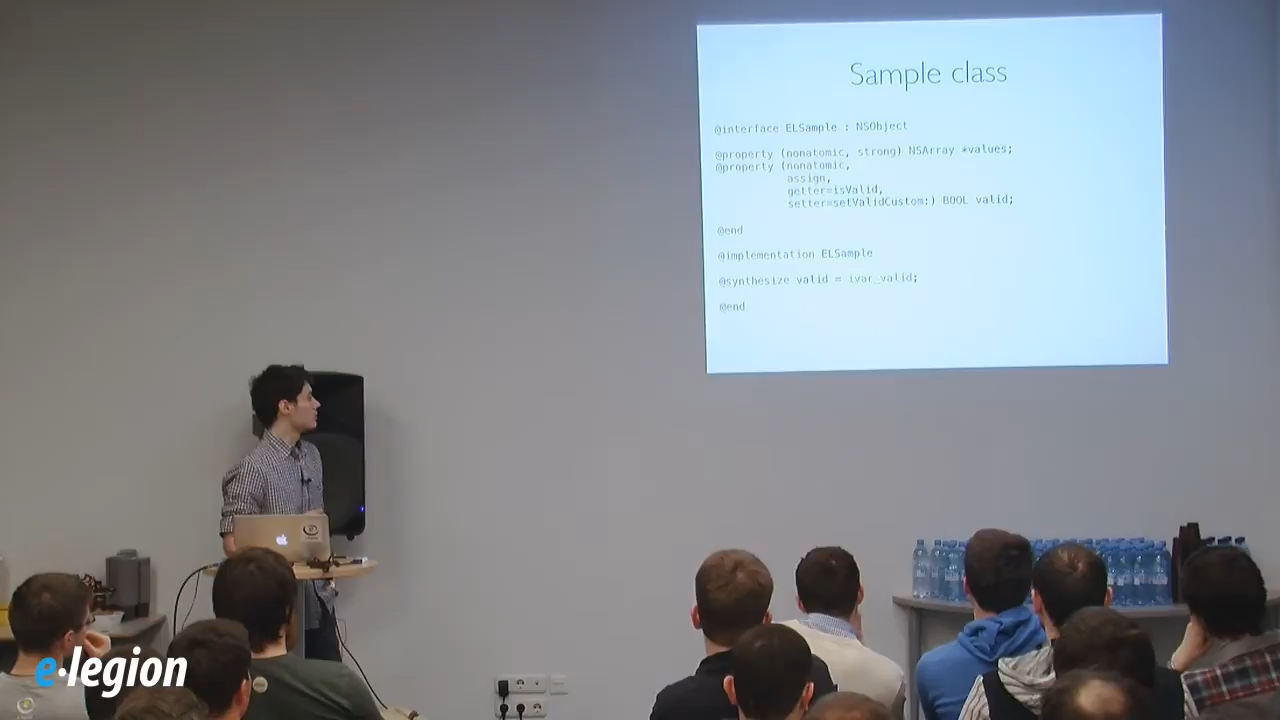 Sample class
@interface ELSample : NSObject
@property (nonatomic, strong) NSArray *values;
@property (nonatomic,
assign,
getter=isValid,
setter=setValidCustom:) BOOL valid;
@end
@implementation ELSample
@synthesize valid = ivar_valid;
@end
e·legion